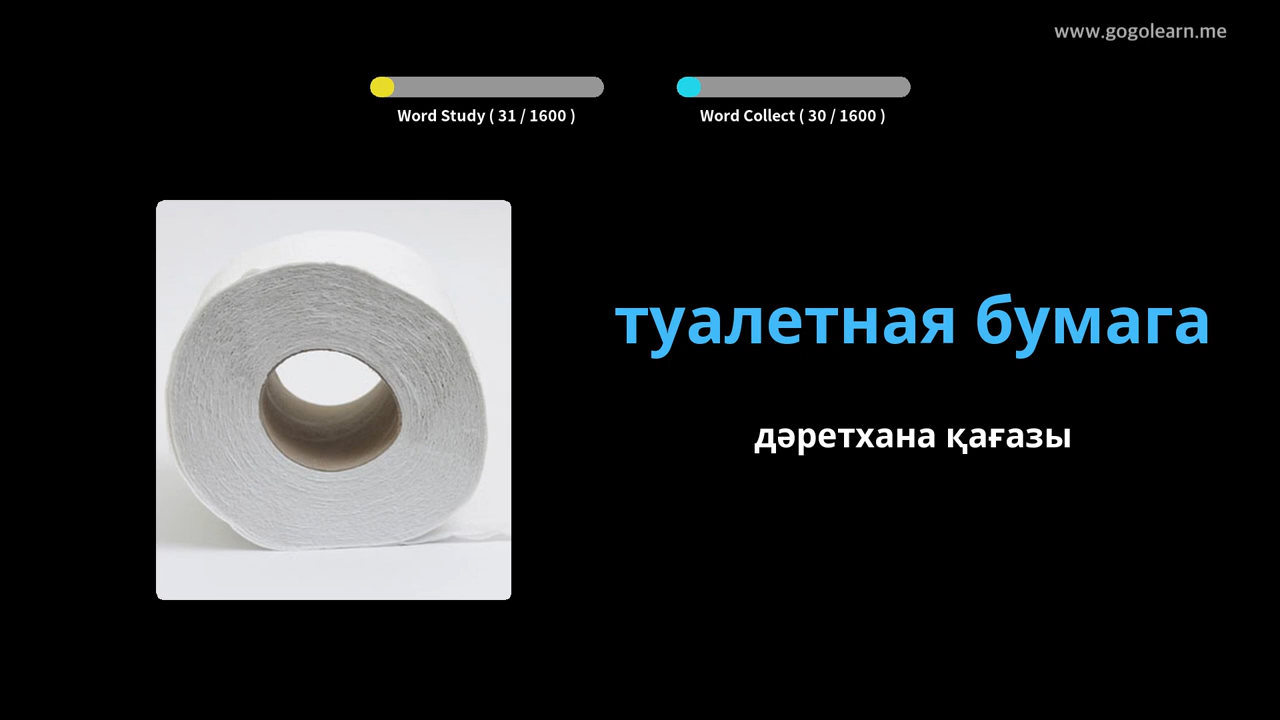 www.gogolearn.me
Word Study ( 31 / 1600 )
Word Collect ( 30 / 1600 )
туалетная бумага
дәретхана қағазы